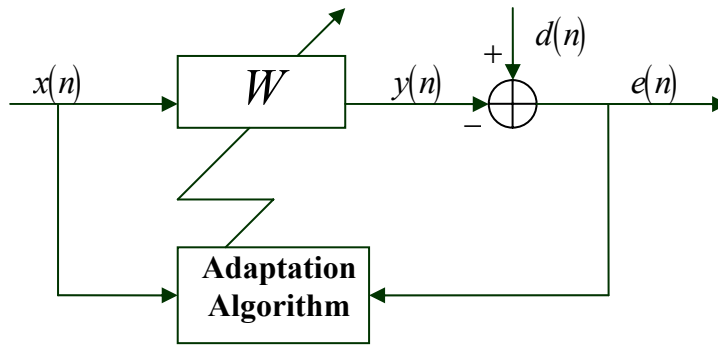 d(n)
+
x(n)
W
y(n)
e(n)
−
Adaptation
Algorithm